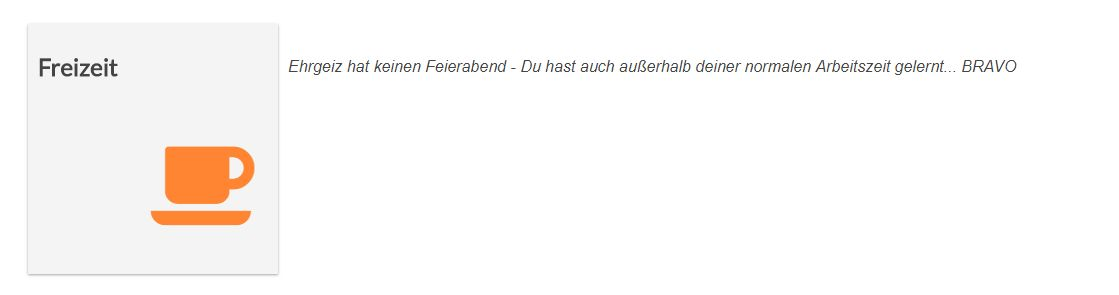 Freizeit
Ehrgeiz hat keinen Feierabend - Du hast auch außerhalb deiner normalen Arbeitszeit gelernt... BRAVO